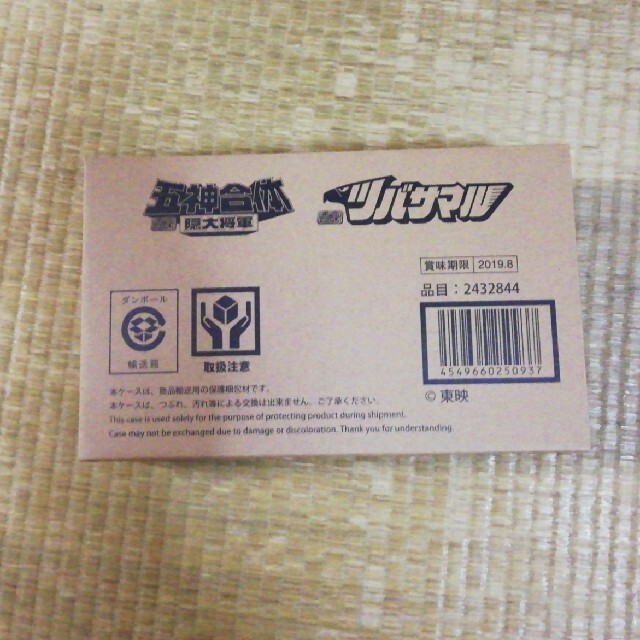 五神合体
隠大将軍
ツバサマル
賞味期限 2019.8
品目：2432844
4549660250937
© 東映
ダンボール
輸送箱
取扱注意
本ケースは、商品輸送用の保護梱包材です。
本ケースは、つぶれ、汚れ等による交換は出来ません、ご了承ください。
This case is used solely for the purpose of protecting product during shipment.
Case may not be exchanged due to damage or discoloration. Thank you for understanding.